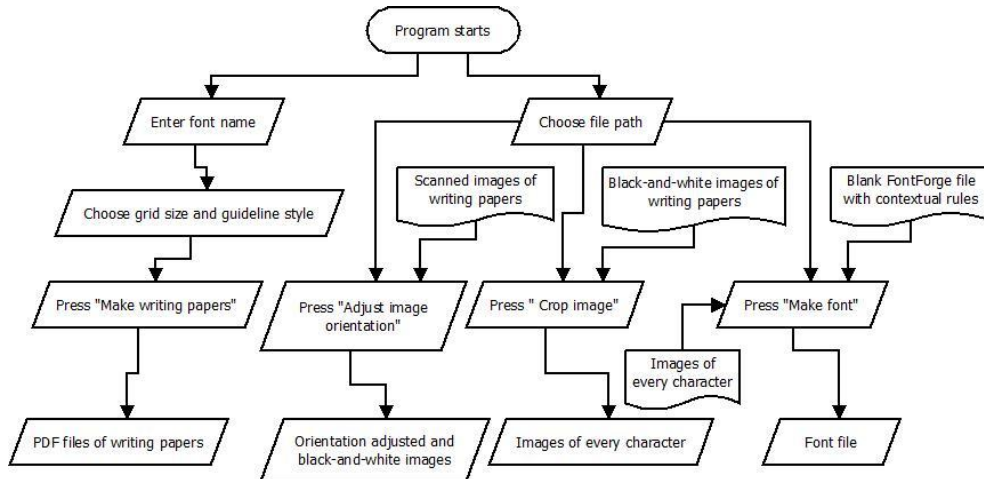 Program starts
Enter font name
Choose file path
Scanned images of
writing papers
Black-and-white images of
writing papers
Blank FontForge file
with contextual rules
Choose grid size and guideline style
Press "Make writing papers"
Press "Adjust image
orientation"
Press " Crop image"
Press "Make font"
Images of
every character
PDF files of writing papers
Orientation adjusted and
black-and-white images
Images of every character
Font file